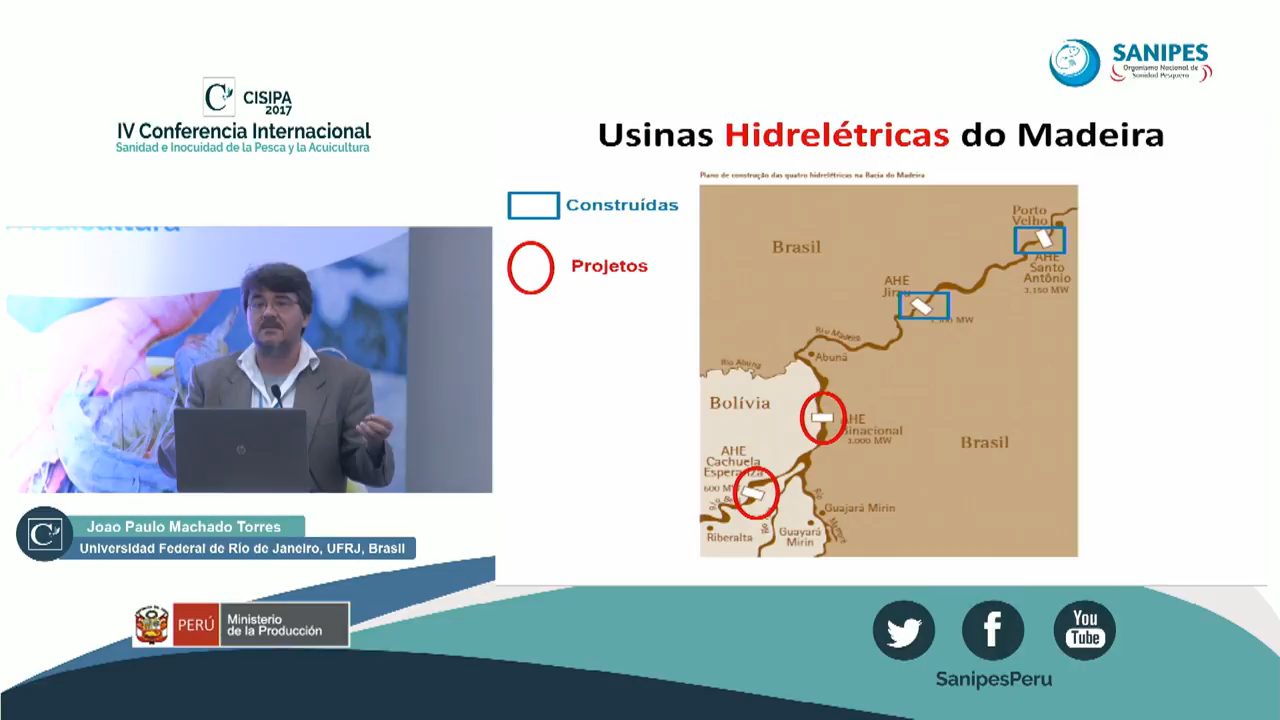 SANIPES
Organismo Nacional de
Sanidad Pesquera
CISIPA
2017
IV Conferencia Internacional
Sanidad e Inocuidad de la Pesca y la Acuicultura
Usinas Hidrelétricas do Madeira
Plano de construção das quatro hidrelétricas na Bacia do Madeira
Construídas
Projetos
Porto
Velho
Brasil
AHE
Santo
Antônio
3.150 MW
AHE
Jirau
MW
Rio Madeira
Abunã
Rio Abunã
Bolívia
AHE
Binacional
3.000 MW
Brasil
AHE
Cachuela
Esperanza
600 MW
Guajará Mirin
Riberalta
Guayará
Mirin
Joao Paulo Machado Torres
Universidad Federal de Río de Janeiro, UFRJ, Brasil
PERÚ
Ministerio
de la Producción
You
Tube
SanipesPeru